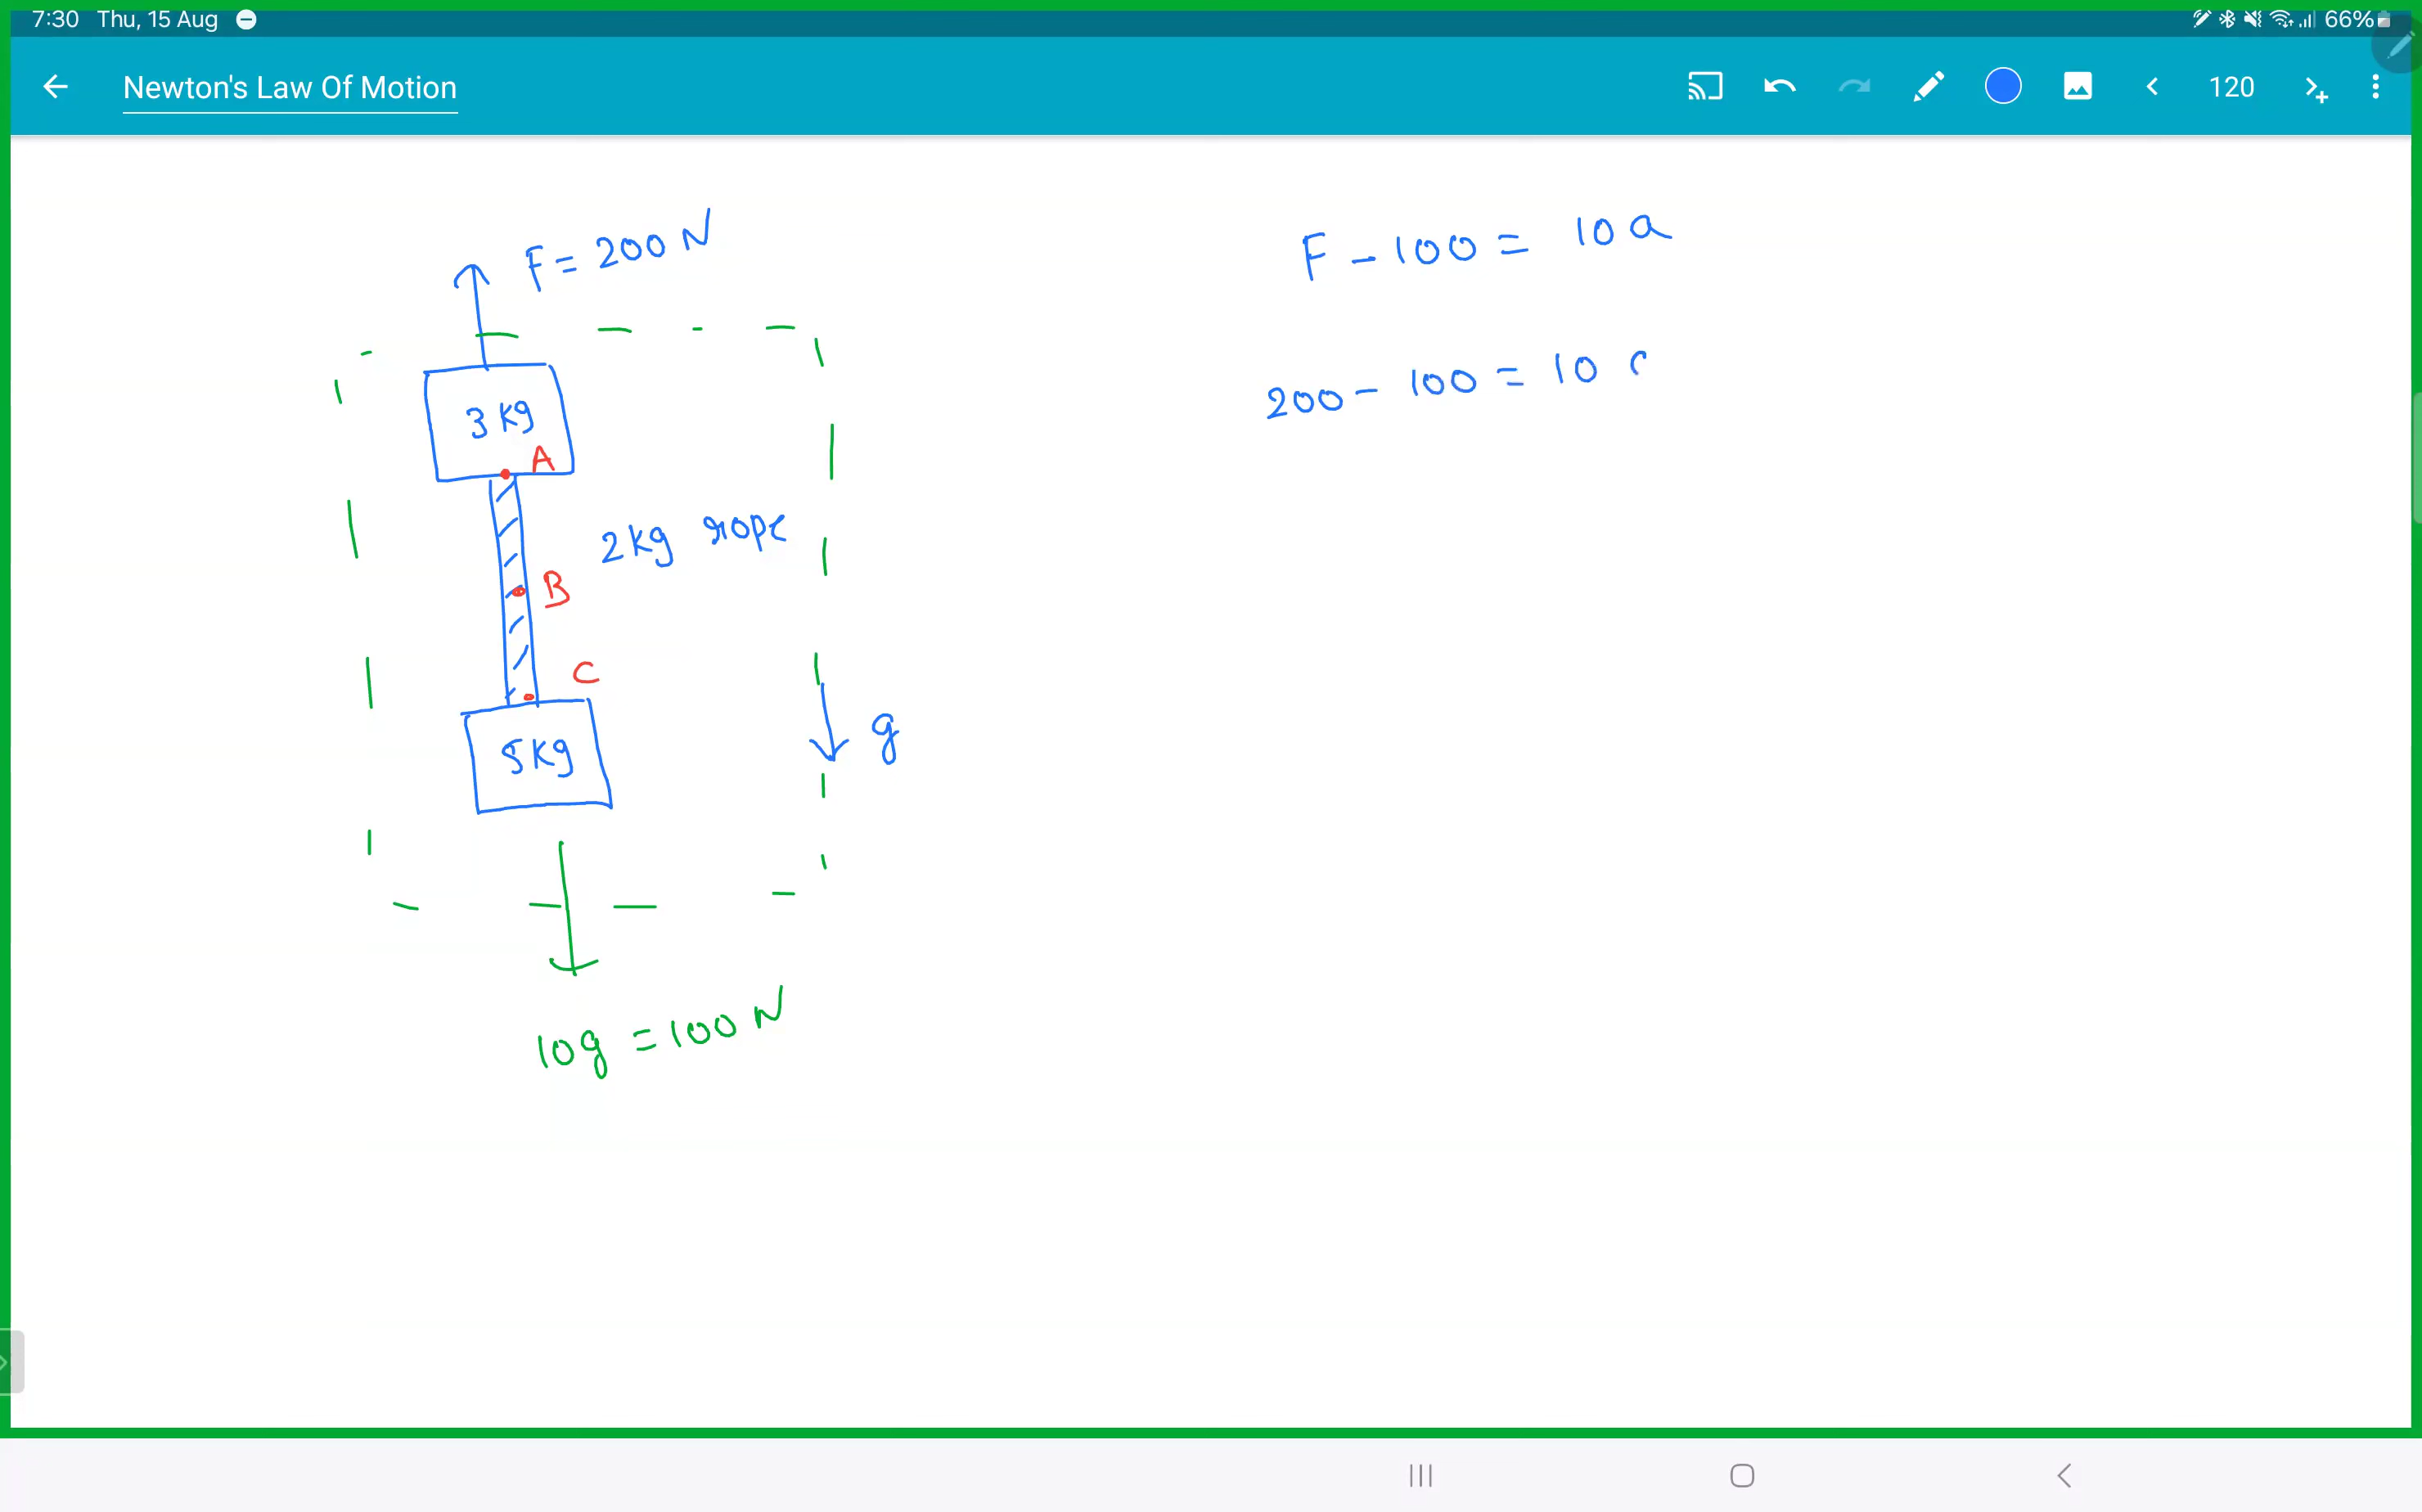 7:30 Thu, 15 Aug 66%
Newton's Law Of Motion 120
F = 200 N
3 kg
A
2 kg rope
B
C
5 kg
g
10g = 100 N
F - 100 = 10 a
200 - 100 = 10